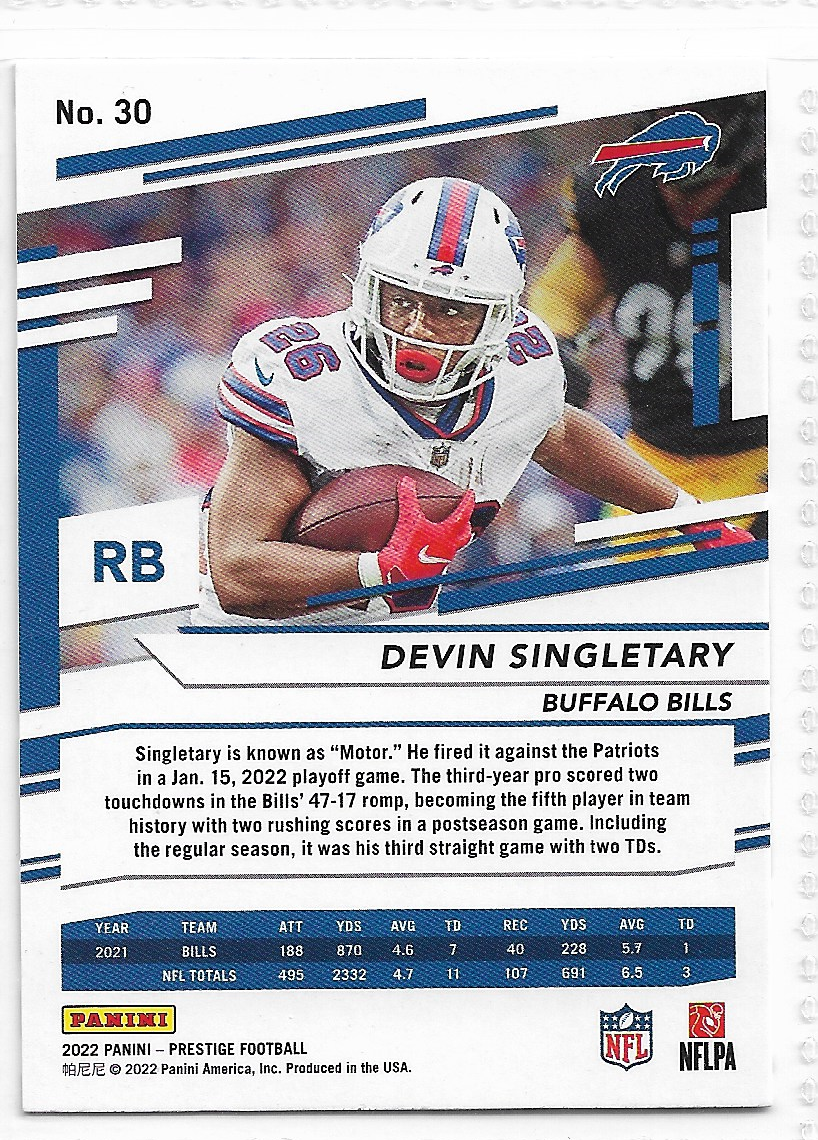 No. 30
26
26
RB
DEVIN SINGLETARY
BUFFALO BILLS
Singletary is known as “Motor.” He fired it against the Patriots
in a Jan. 15, 2022 playoff game. The third-year pro scored two
touchdowns in the Bills’ 47-17 romp, becoming the fifth player in team
history with two rushing scores in a postseason game. Including
the regular season, it was his third straight game with two TDs.
YEAR TEAM ATT YDS AVG TD REC YDS AVG TD
2021 BILLS 188 870 4.6 7 40 228 5.7 1
NFL TOTALS 495 2332 4.7 11 107 691 6.5 3
PANINI
NFL
NFLPA
2022 PANINI – PRESTIGE FOOTBALL
帕尼尼 © 2022 Panini America, Inc. Produced in the USA.